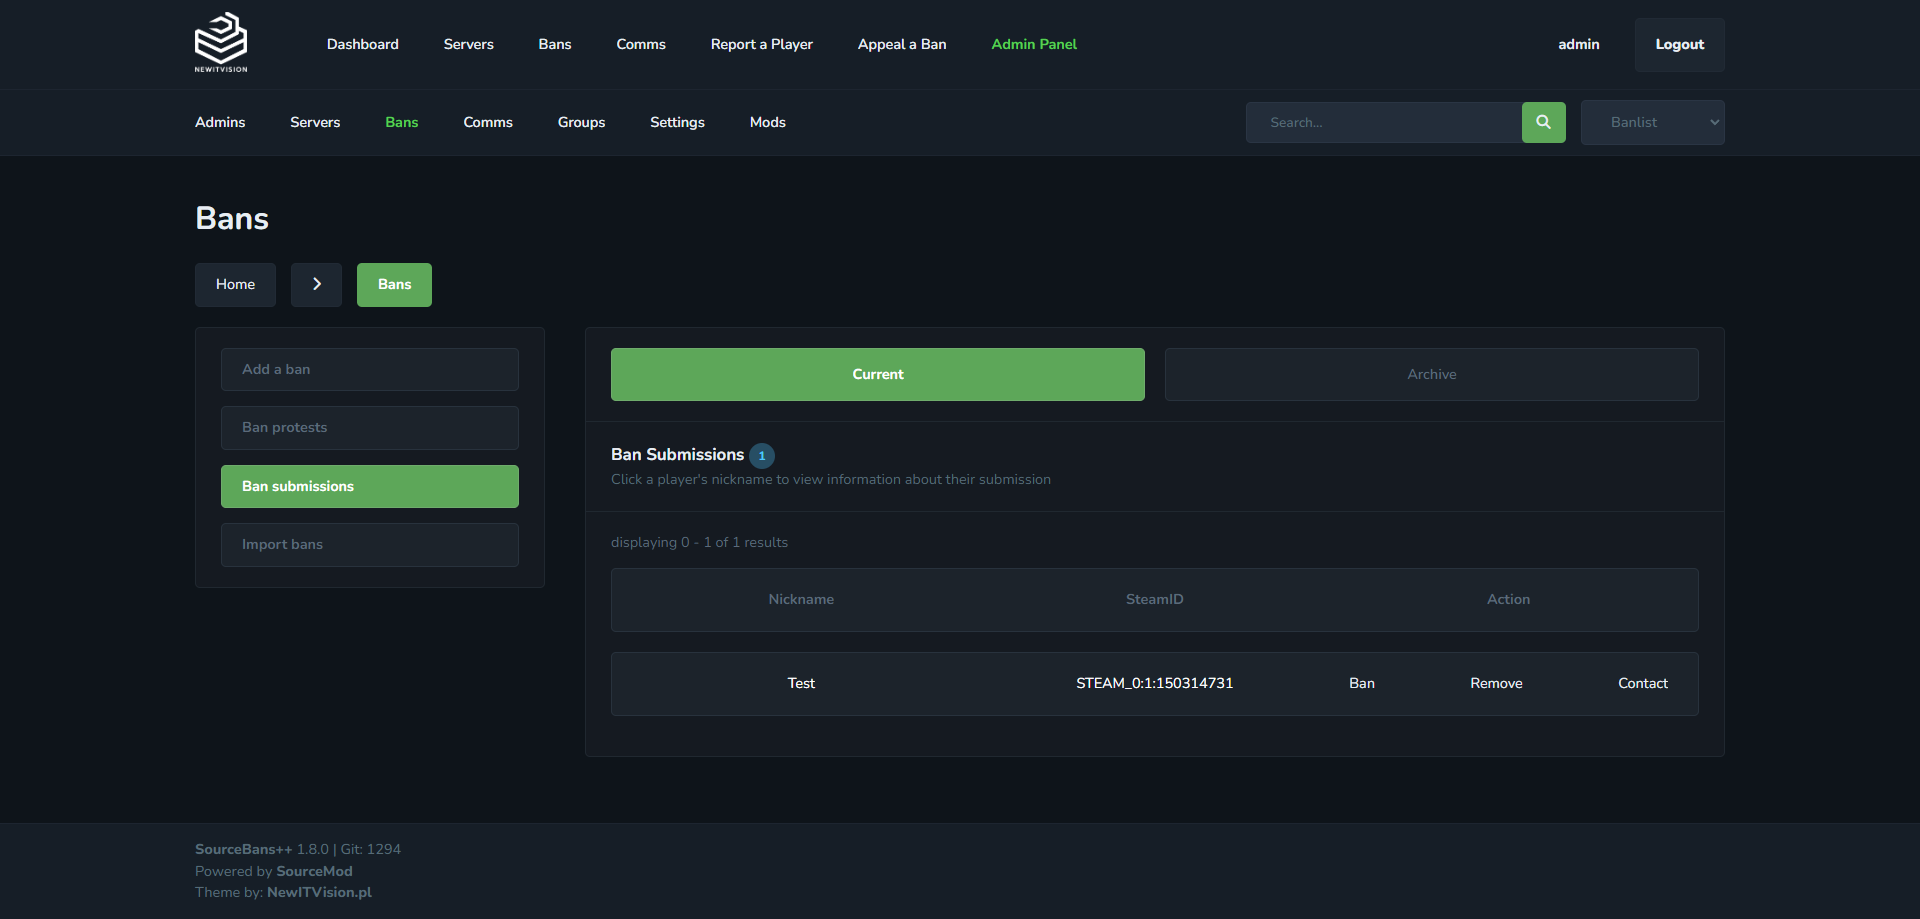 NEWITVISION
Dashboard Servers Bans Comms Report a Player Appeal a Ban Admin Panel admin Logout
Admins Servers Bans Comms Groups Settings Mods Search... Banlist
Bans
Home Bans
Add a ban
Ban protests
Ban submissions
Import bans
Current Archive
Ban Submissions 1
Click a player's nickname to view information about their submission
displaying 0 - 1 of 1 results
Nickname SteamID Action
Test STEAM_0:1:150314731 Ban Remove Contact
SourceBans++ 1.8.0 | Git: 1294
Powered by SourceMod
Theme by: NewITVision.pl